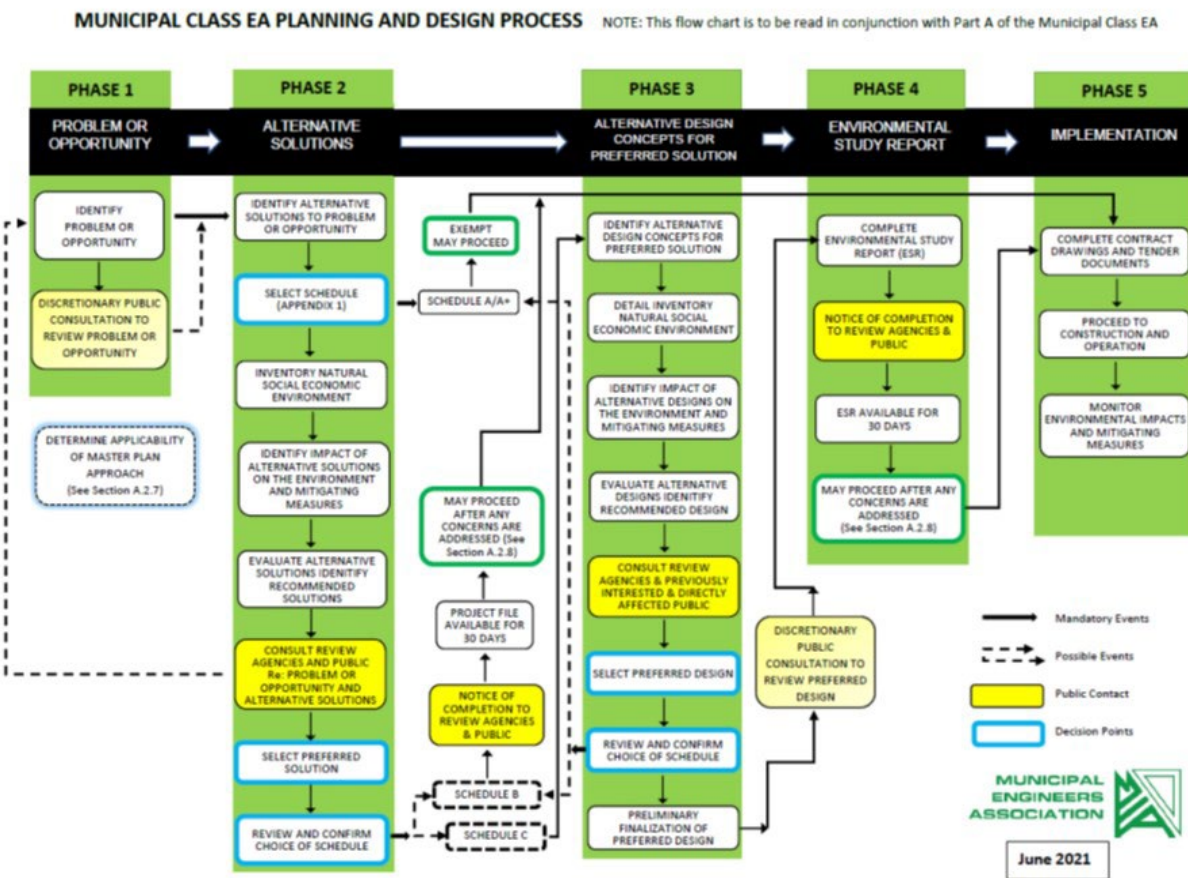 MUNICIPAL CLASS EA PLANNING AND DESIGN PROCESS NOTE: This flow chart is to be read in conjunction with Part A of the Municipal Class EA
PHASE 1
PROBLEM OR
OPPORTUNITY
IDENTIFY
PROBLEM OR
OPPORTUNITY
DISCRETIONARY PUBLIC
CONSULTATION TO
REVIEW PROBLEM OR
OPPORTUNITY
DETERMINE APPLICABILITY
OF MASTER PLAN
APPROACH
(See Section A.2.7)
PHASE 2
ALTERNATIVE
SOLUTIONS
IDENTIFY ALTERNATIVE
SOLUTIONS TO PROBLEM
OR OPPORTUNITY
SELECT SCHEDULE
(APPENDIX 1)
INVENTORY NATURAL
SOCIAL ECONOMIC
ENVIRONMENT
IDENTIFY IMPACT OF
ALTERNATIVE SOLUTIONS
ON THE ENVIRONMENT
AND MITIGATING
MEASURES
EVALUATE ALTERNATIVE
SOLUTIONS IDENITIFY
RECOMMENDED
SOLUTIONS
CONSULT REVIEW
AGENCIES AND PUBLIC
Re: PROBLEM OR
OPPORTUNITY AND
ALTERNATIVE SOLUTIONS
SELECT PREFERRED
SOLUTION
REVIEW AND CONFIRM
CHOICE OF SCHEDULE
EXEMPT
MAY PROCEED
SCHEDULE A/A+
MAY PROCEED
AFTER ANY
CONCERNS ARE
ADDRESSED (See
Section A.2.8)
PROJECT FILE
AVAILABLE FOR
30 DAYS
NOTICE OF
COMPLETION TO
REVIEW AGENCIES
& PUBLIC
SCHEDULE B
SCHEDULE C
PHASE 3
ALTERNATIVE DESIGN
CONCEPTS FOR
PREFERRED SOLUTION
IDENTIFY ALTERNATIVE
DESIGN CONCEPTS FOR
PREFERRED SOLUTION
DETAIL INVENTORY
NATURAL SOCIAL
ECONOMIC ENVIRONMENT
IDENTIFY IMPACT OF
ALTERNATIVE DESIGNS ON
THE ENVIRONMENT AND
MITIGATING MEASURES
EVALUATE ALTERNATIVE
DESIGNS IDENITIFY
RECOMMENDED DESIGN
CONSULT REVIEW
AGENCIES & PREVIOUSLY
INTERESTED & DIRECTLY
AFFECTED PUBLIC
SELECT PREFERRED DESIGN
REVIEW AND CONFIRM
CHOICE OF SCHEDULE
PRELIMINARY
FINALIZATION OF
PREFERRED DESIGN
DISCRETIONARY
PUBLIC
CONSULTATION TO
REVIEW PREFERRED
DESIGN
PHASE 4
ENVIRONMENTAL
STUDY REPORT
COMPLETE
ENVIRONMENTAL STUDY
REPORT (ESR)
NOTICE OF COMPLETION
TO REVIEW AGENCIES &
PUBLIC
ESR AVAILABLE FOR
30 DAYS
MAY PROCEED AFTER ANY
CONCERNS ARE
ADDRESSED
(See Section A.2.8)
PHASE 5
IMPLEMENTATION
COMPLETE CONTRACT
DRAWINGS AND TENDER
DOCUMENTS
PROCEED TO
CONSTRUCTION AND
OPERATION
MONITOR
ENVIRONMENTAL IMPACTS
AND MITIGATING
MEASURES
Mandatory Events
Possible Events
Public Contact
Decision Points
MUNICIPAL
ENGINEERS
ASSOCIATION
June 2021